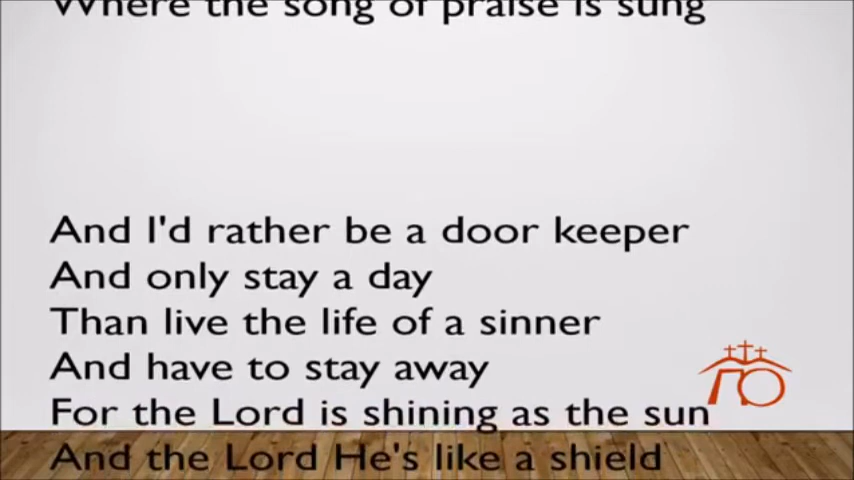 Where the song of praise is sung
And I'd rather be a door keeper
And only stay a day
Than live the life of a sinner
And have to stay away
For the Lord is shining as the sun
And the Lord He's like a shield